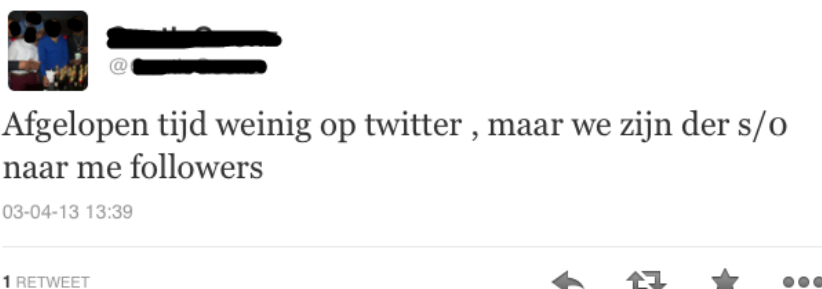 @
Afgelopen tijd weinig op twitter , maar we zijn der s/o
naar me followers
03-04-13 13:39
1 RETWEET